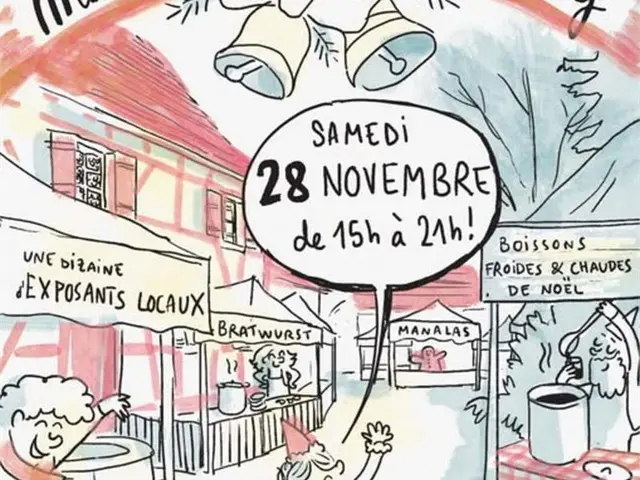 SAMEDI
28 NOVEMBRE
de 15h à 21h!
UNE DIZAINE
d'EXPOSANTS LOCAUX
BRATWURST
MANALAS
BOISSONS
FROIDES & CHAUDES
DE NOËL